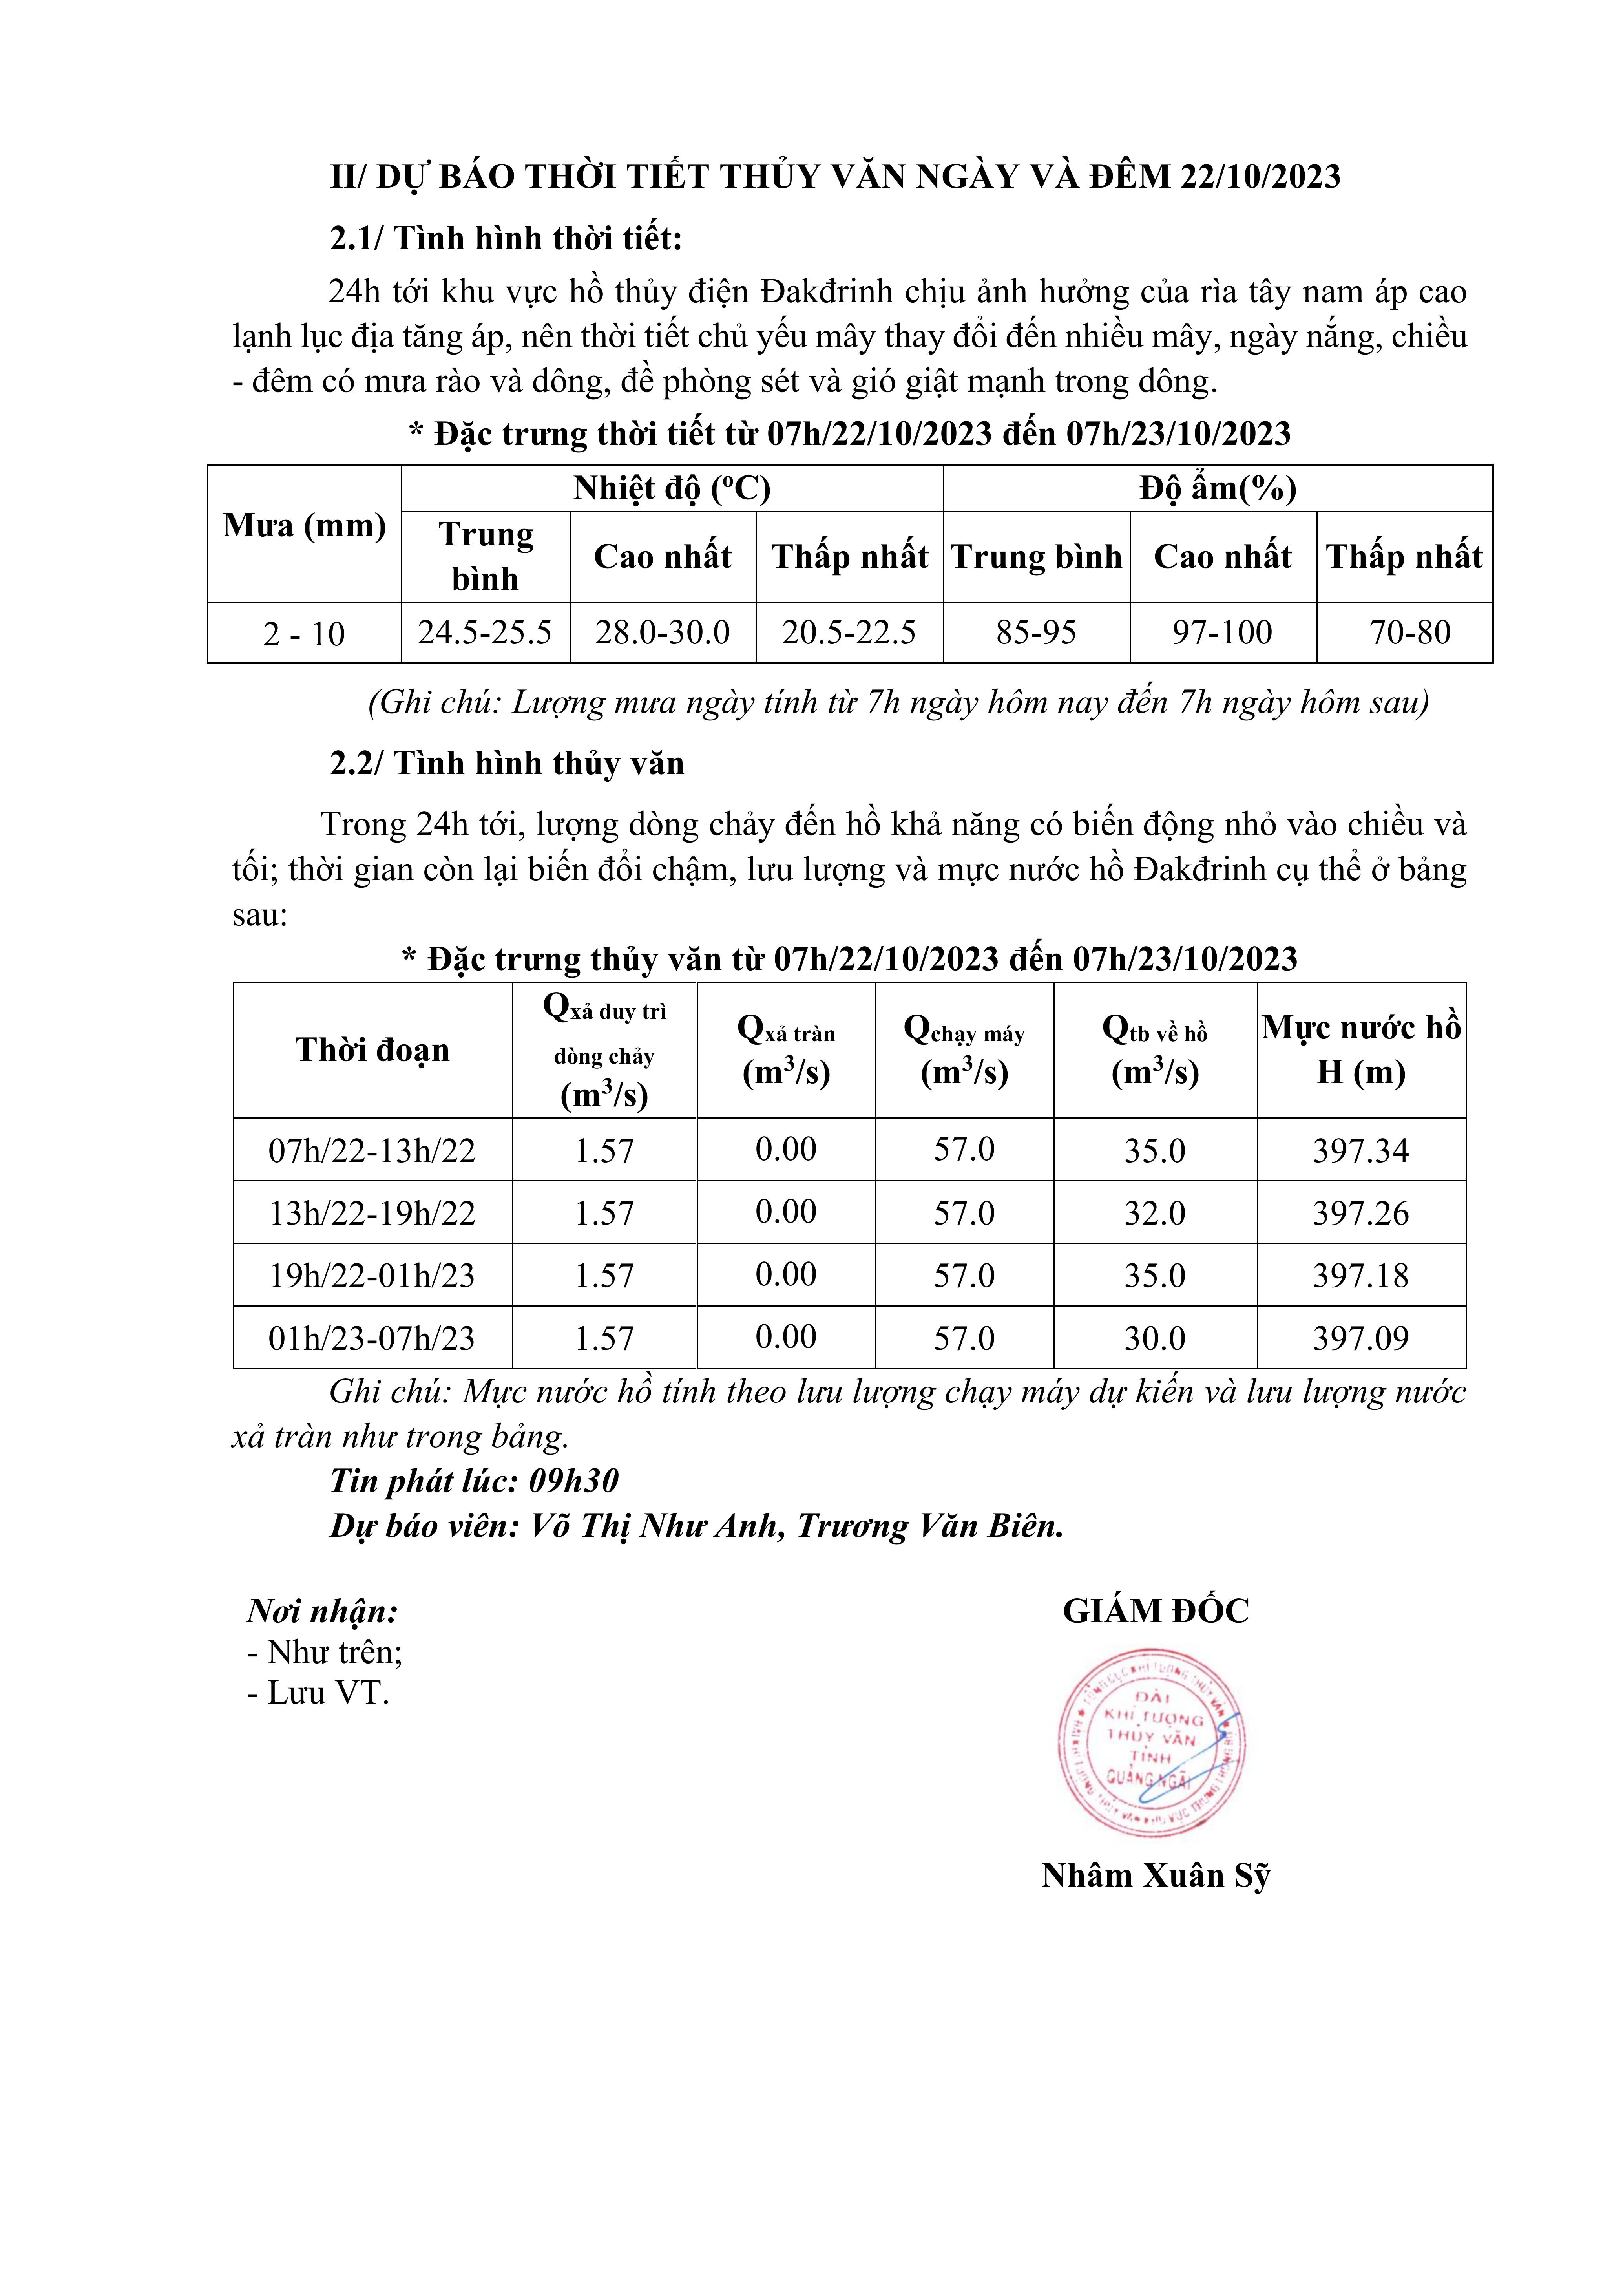 II/ DỰ BÁO THỜI TIẾT THỦY VĂN NGÀY VÀ ĐÊM 22/10/2023
2.1/ Tình hình thời tiết:
24h tới khu vực hồ thủy điện Đakđrinh chịu ảnh hưởng của rìa tây nam áp cao
lạnh lục địa tăng áp, nên thời tiết chủ yếu mây thay đổi đến nhiều mây, ngày nắng, chiều
- đêm có mưa rào và dông, đề phòng sét và gió giật mạnh trong dông.
* Đặc trưng thời tiết từ 07h/22/10/2023 đến 07h/23/10/2023
Mưa (mm) Nhiệt độ (ºC) Độ ẩm(%)
Trung bình Cao nhất Thấp nhất Trung bình Cao nhất Thấp nhất
2 - 10 24.5-25.5 28.0-30.0 20.5-22.5 85-95 97-100 70-80
(Ghi chú: Lượng mưa ngày tính từ 7h ngày hôm nay đến 7h ngày hôm sau)
2.2/ Tình hình thủy văn
Trong 24h tới, lượng dòng chảy đến hồ khả năng có biến động nhỏ vào chiều và
tối; thời gian còn lại biến đổi chậm, lưu lượng và mực nước hồ Đakđrinh cụ thể ở bảng
sau:
* Đặc trưng thủy văn từ 07h/22/10/2023 đến 07h/23/10/2023
Thời đoạn Qxả duy trì dòng chảy (m³/s) Qxả tràn (m³/s) Qchạy máy (m³/s) Qtb về hồ (m³/s) Mực nước hồ H (m)
07h/22-13h/22 1.57 0.00 57.0 35.0 397.34
13h/22-19h/22 1.57 0.00 57.0 32.0 397.26
19h/22-01h/23 1.57 0.00 57.0 35.0 397.18
01h/23-07h/23 1.57 0.00 57.0 30.0 397.09
Ghi chú: Mực nước hồ tính theo lưu lượng chạy máy dự kiến và lưu lượng nước
xả tràn như trong bảng.
Tin phát lúc: 09h30
Dự báo viên: Võ Thị Như Anh, Trương Văn Biên.
Nơi nhận:
- Như trên;
- Lưu VT.
GIÁM ĐỐC
ĐÀI
KHÍ TƯỢNG
THỦY VĂN
TỈNH
QUẢNG NGÃI
Nhâm Xuân Sỹ